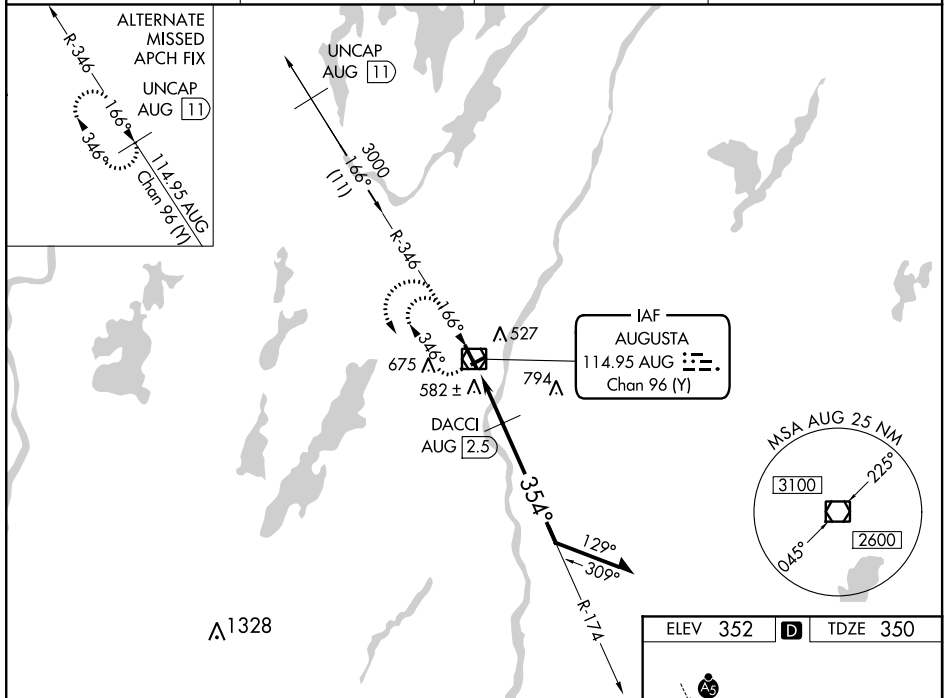 ALTERNATE
MISSED
APCH FIX
UNCAP
AUG 11
R-346
166°
346°
114.95 AUG
Chan 96 (Y)
UNCAP
AUG 11
3000
166°
(11)
R-346
166°
346°
527
675
582 ±
794
IAF
AUGUSTA
114.95 AUG
Chan 96 (Y)
DACCI
AUG 2.5
354°
129°
309°
R-174
1328
MSA AUG 25 NM
3100
225°
045°
2600
ELEV 352 D TDZE 350
A5